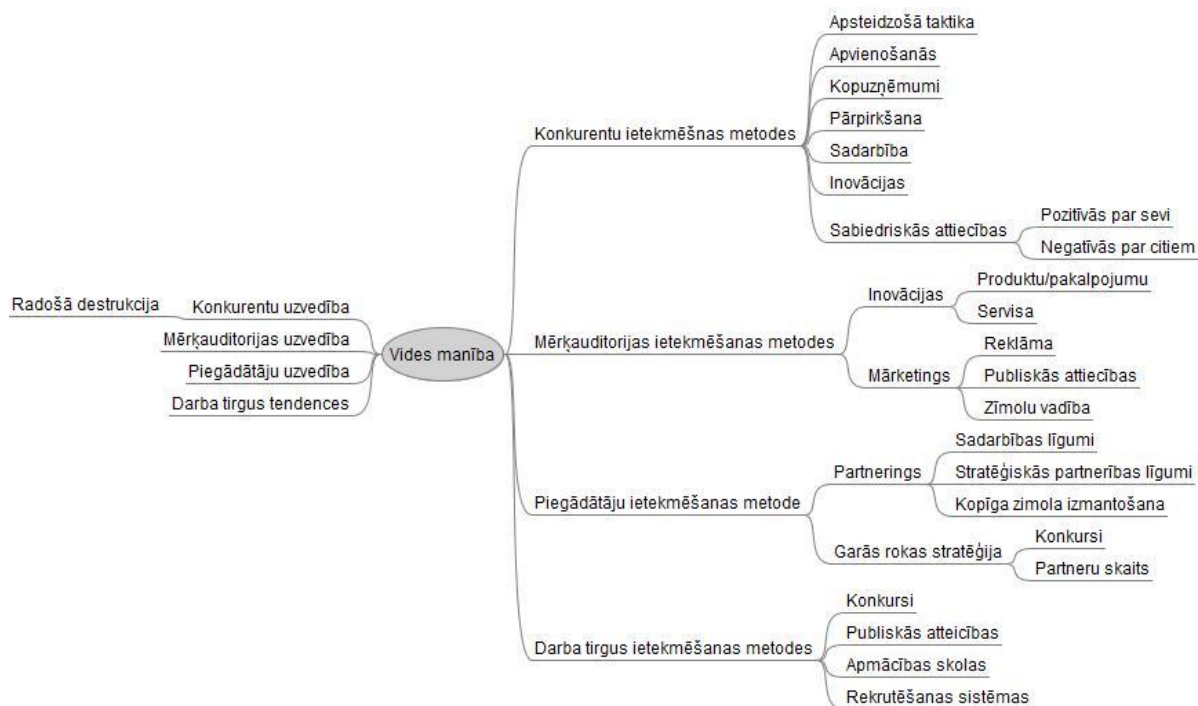 Radošā destrukcija
Konkurentu uzvedība
Mērķauditorijas uzvedība
Piegādātāju uzvedība
Darba tirgus tendences
Vides manība
Konkurentu ietekmēšnas metodes
Apsteidzošā taktika
Apvienošanās
Kopuzņēmumi
Pārpirkšana
Sadarbība
Inovācijas
Sabiedriskās attiecības
Pozitīvās par sevi
Negatīvās par citiem
Mērķauditorijas ietekmēšanas metodes
Inovācijas
Produktu/pakalpojumu
Servisa
Mārketings
Reklāma
Publiskās attiecības
Zīmolu vadība
Piegādātāju ietekmēšanas metode
Partnerings
Sadarbības līgumi
Stratēģiskās partnerības līgumi
Kopīga zimola izmantošana
Garās rokas stratēģija
Konkursi
Partneru skaits
Darba tirgus ietekmēšanas metodes
Konkursi
Publiskās atteicības
Apmācības skolas
Rekrutēšanas sistēmas